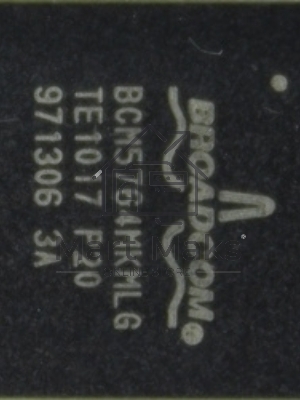 BROADCOM®
BCM5764MKMLG
TE1017 P20
971306 3A